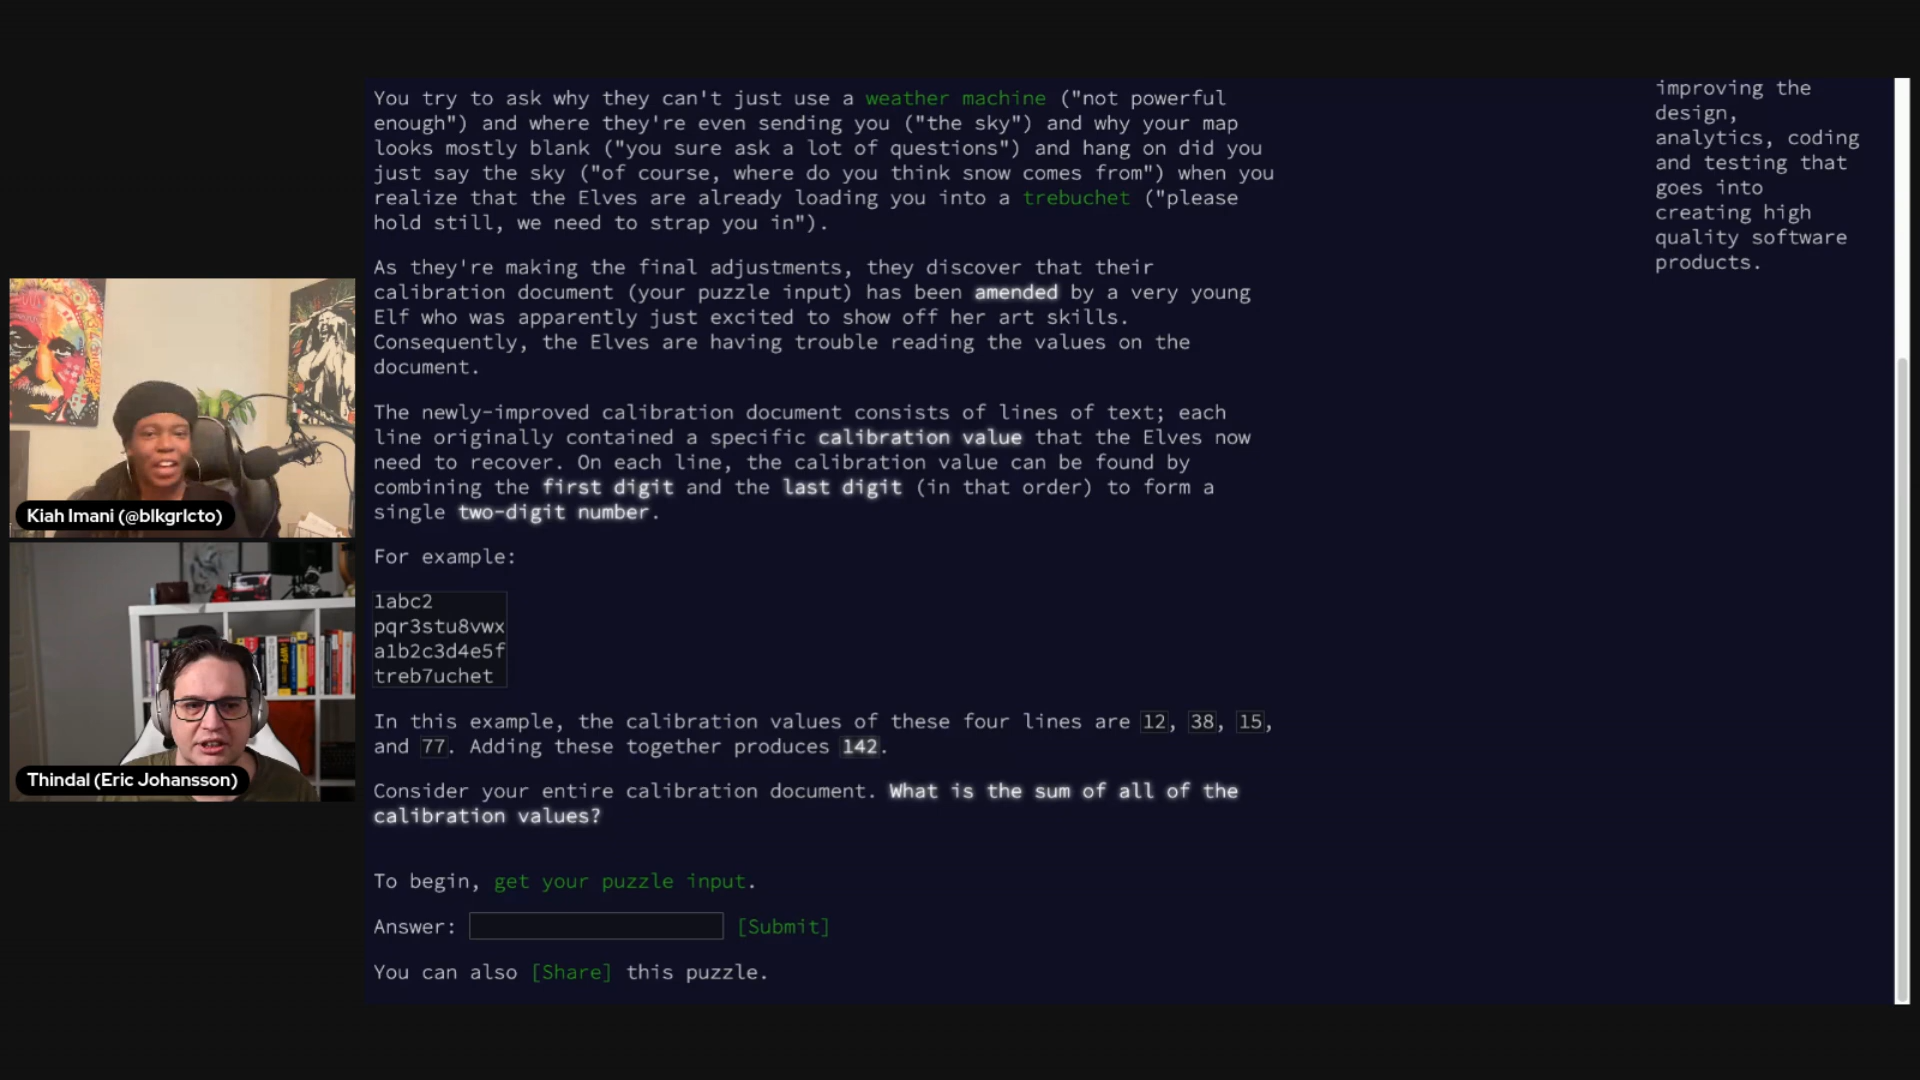 You try to ask why they can't just use a weather machine ("not powerful
enough") and where they're even sending you ("the sky") and why your map
looks mostly blank ("you sure ask a lot of questions") and hang on did you
just say the sky ("of course, where do you think snow comes from") when you
realize that the Elves are already loading you into a trebuchet ("please
hold still, we need to strap you in").
As they're making the final adjustments, they discover that their
calibration document (your puzzle input) has been amended by a very young
Elf who was apparently just excited to show off her art skills.
Consequently, the Elves are having trouble reading the values on the
document.
The newly-improved calibration document consists of lines of text; each
line originally contained a specific calibration value that the Elves now
need to recover. On each line, the calibration value can be found by
combining the first digit and the last digit (in that order) to form a
single two-digit number.
For example:
1abc2
pqr3stu8vwx
a1b2c3d4e5f
treb7uchet
In this example, the calibration values of these four lines are 12, 38, 15,
and 77. Adding these together produces 142.
Consider your entire calibration document. What is the sum of all of the
calibration values?
To begin, get your puzzle input.
Answer: [Submit]
You can also [Share] this puzzle.
improving the
design,
analytics, coding
and testing that
goes into
creating high
quality software
products.
Kiah Imani (@blkgrlcto)
Thindal (Eric Johansson)